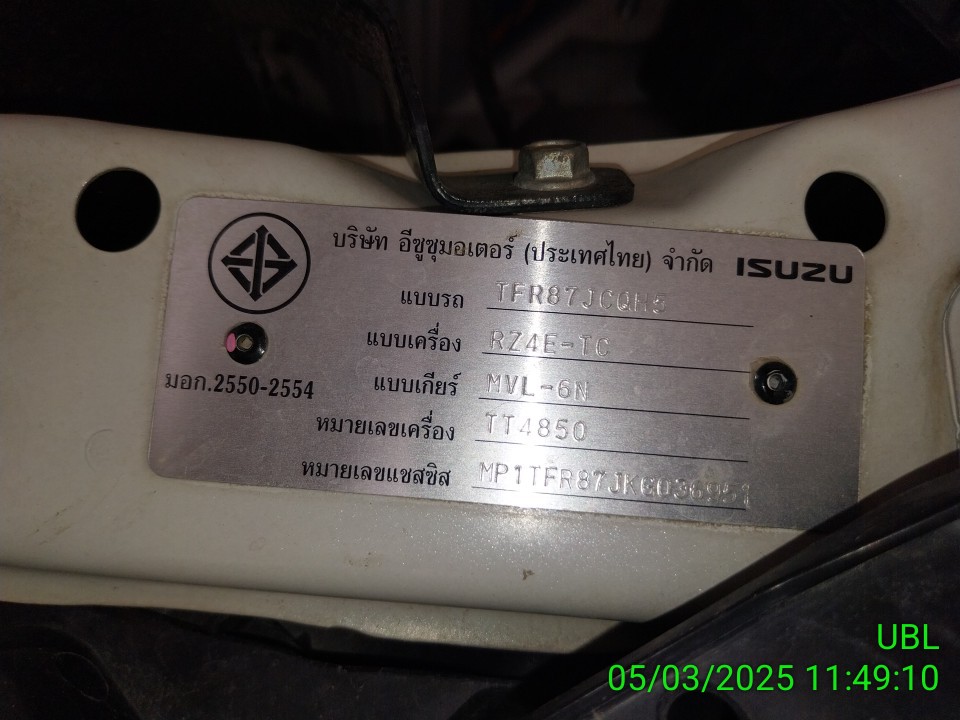 บริษัท อีซูซุมอเตอร์ (ประเทศไทย) จำกัด ISUZU
แบบรถ TFR87JCQH5
แบบเครื่อง RZ4E-TC
มอก.2550-2554 แบบเกียร์ MVL-6N
หมายเลขเครื่อง TT4850
หมายเลขแชสซิส MP1TFR87JKG036951
UBL
05/03/2025 11:49:10